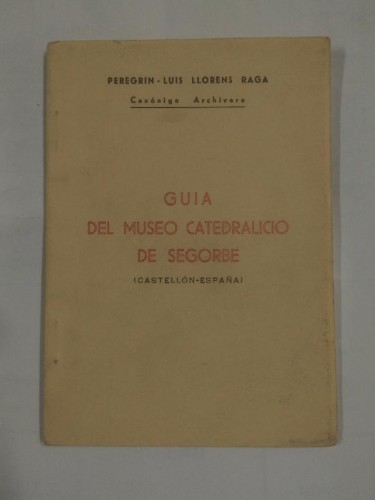 PEREGRIN-LUIS LLORENS RAGA
Canónigo Archivero
GUIA
DEL MUSEO CATEDRALICIO
DE SEGORBE
(CASTELLÓN-ESPAÑA)